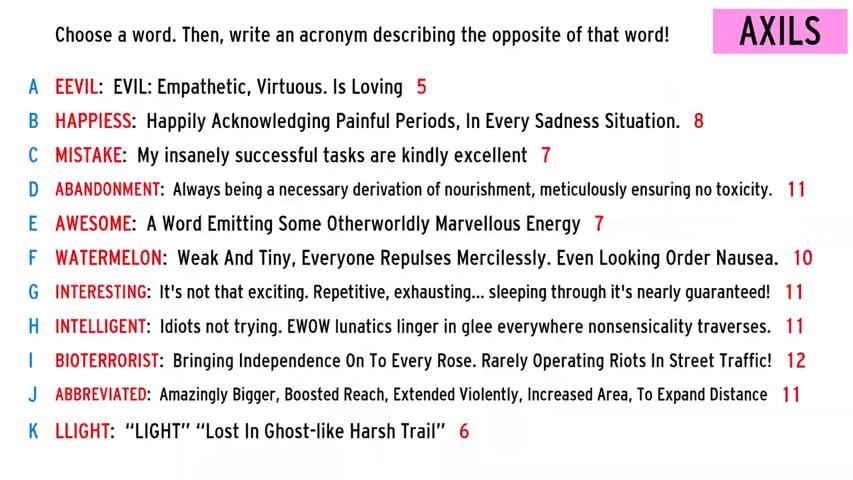 Choose a word. Then, write an acronym describing the opposite of that word!
AXILS
A EEVIL: EVIL: Empathetic, Virtuous. Is Loving 5
B HAPPIESS: Happily Acknowledging Painful Periods, In Every Sadness Situation. 8
C MISTAKE: My insanely successful tasks are kindly excellent 7
D ABANDONMENT: Always being a necessary derivation of nourishment, meticulously ensuring no toxicity. 11
E AWESOME: A Word Emitting Some Otherworldly Marvellous Energy 7
F WATERMELON: Weak And Tiny, Everyone Repulses Mercilessly. Even Looking Order Nausea. 10
G INTERESTING: It's not that exciting. Repetitive, exhausting... sleeping through it's nearly guaranteed! 11
H INTELLIGENT: Idiots not trying. EWOW lunatics linger in glee everywhere nonsensicality traverses. 11
I BIOTERRORIST: Bringing Independence On To Every Rose. Rarely Operating Riots In Street Traffic! 12
J ABBREVIATED: Amazingly Bigger, Boosted Reach, Extended Violently, Increased Area, To Expand Distance 11
K LLIGHT: “LIGHT” “Lost In Ghost-like Harsh Trail” 6